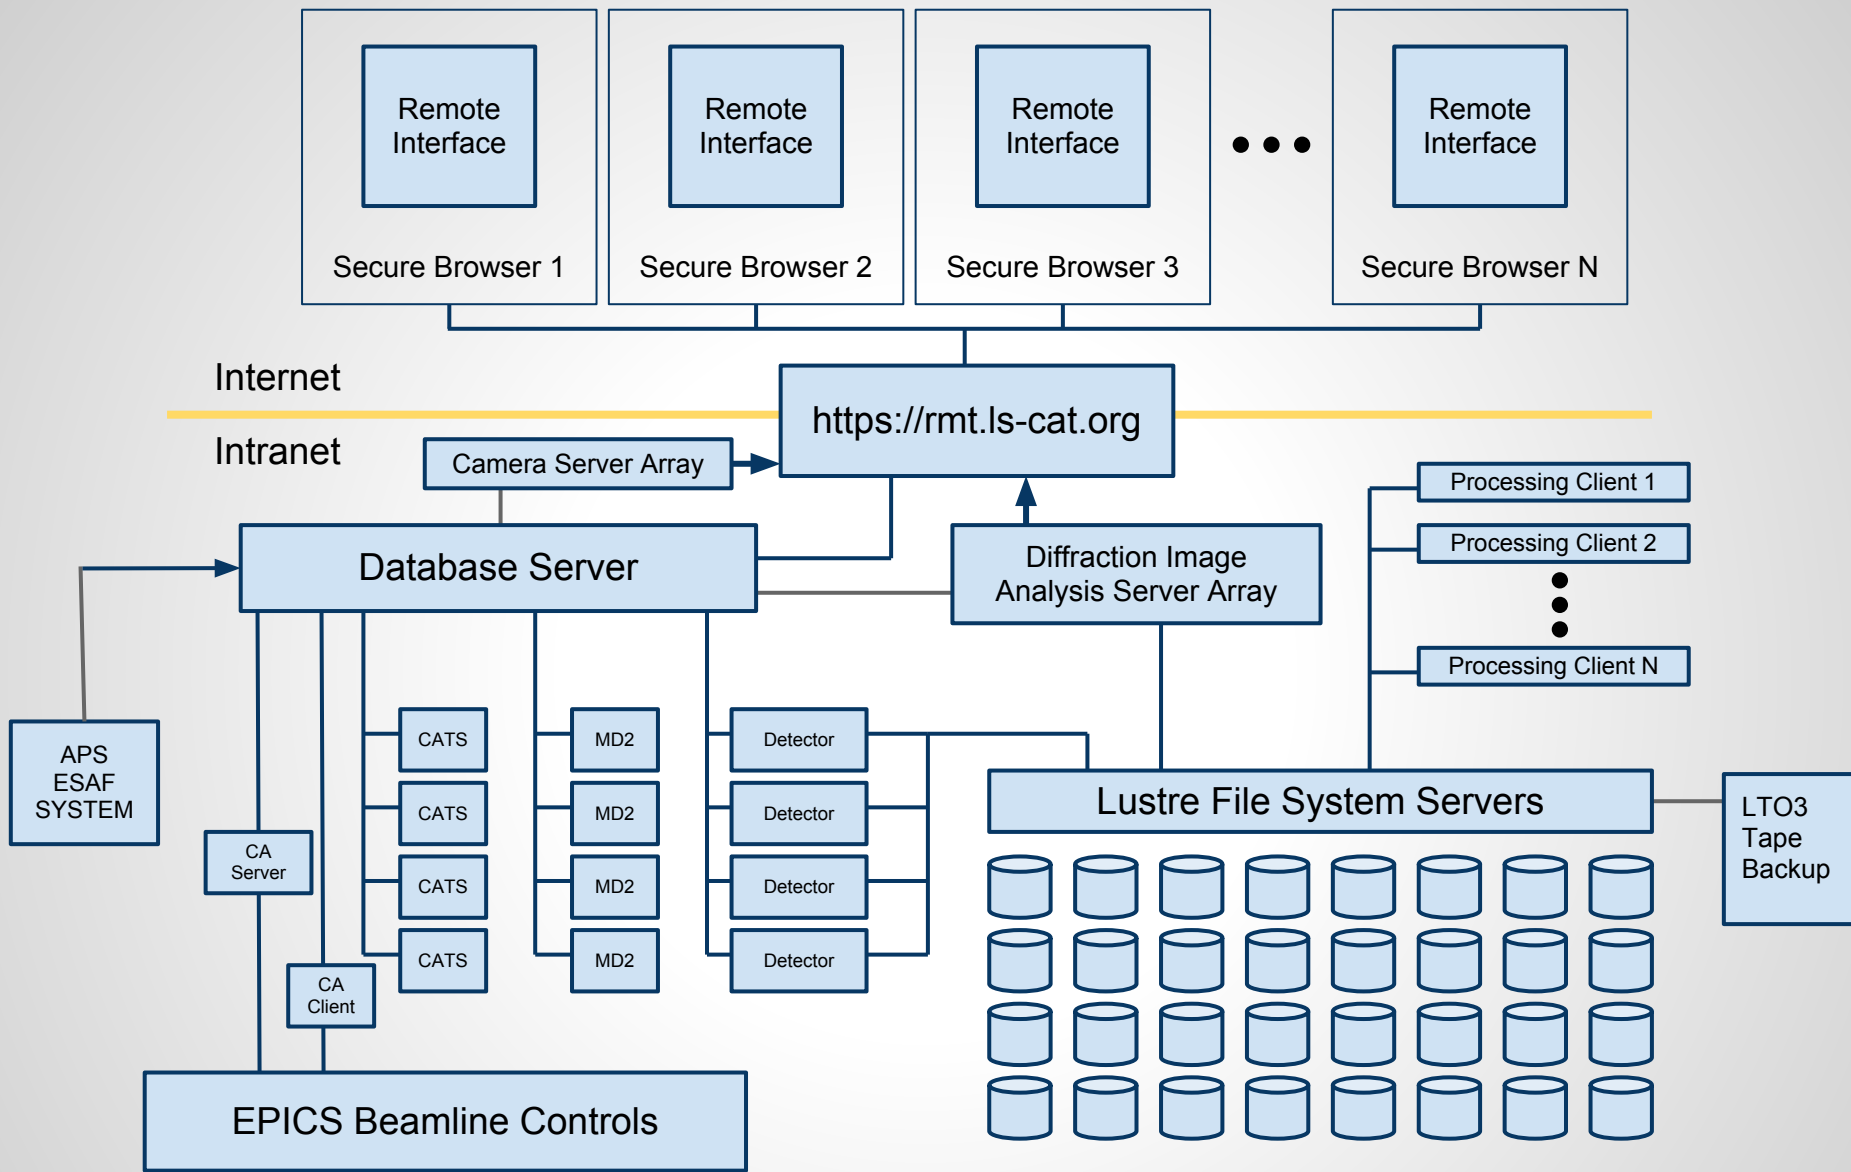 Remote
Interface
Remote
Interface
Remote
Interface
Remote
Interface
Secure Browser 1
Secure Browser 2
Secure Browser 3
Secure Browser N
Internet
https://rmt.ls-cat.org
Intranet
Camera Server Array
Processing Client 1
Processing Client 2
Processing Client N
Database Server
Diffraction Image
Analysis Server Array
APS
ESAF
SYSTEM
CATS
MD2
Detector
CATS
MD2
Detector
CATS
MD2
Detector
CATS
MD2
Detector
Lustre File System Servers
LTO3
Tape
Backup
CA
Server
CA
Client
EPICS Beamline Controls